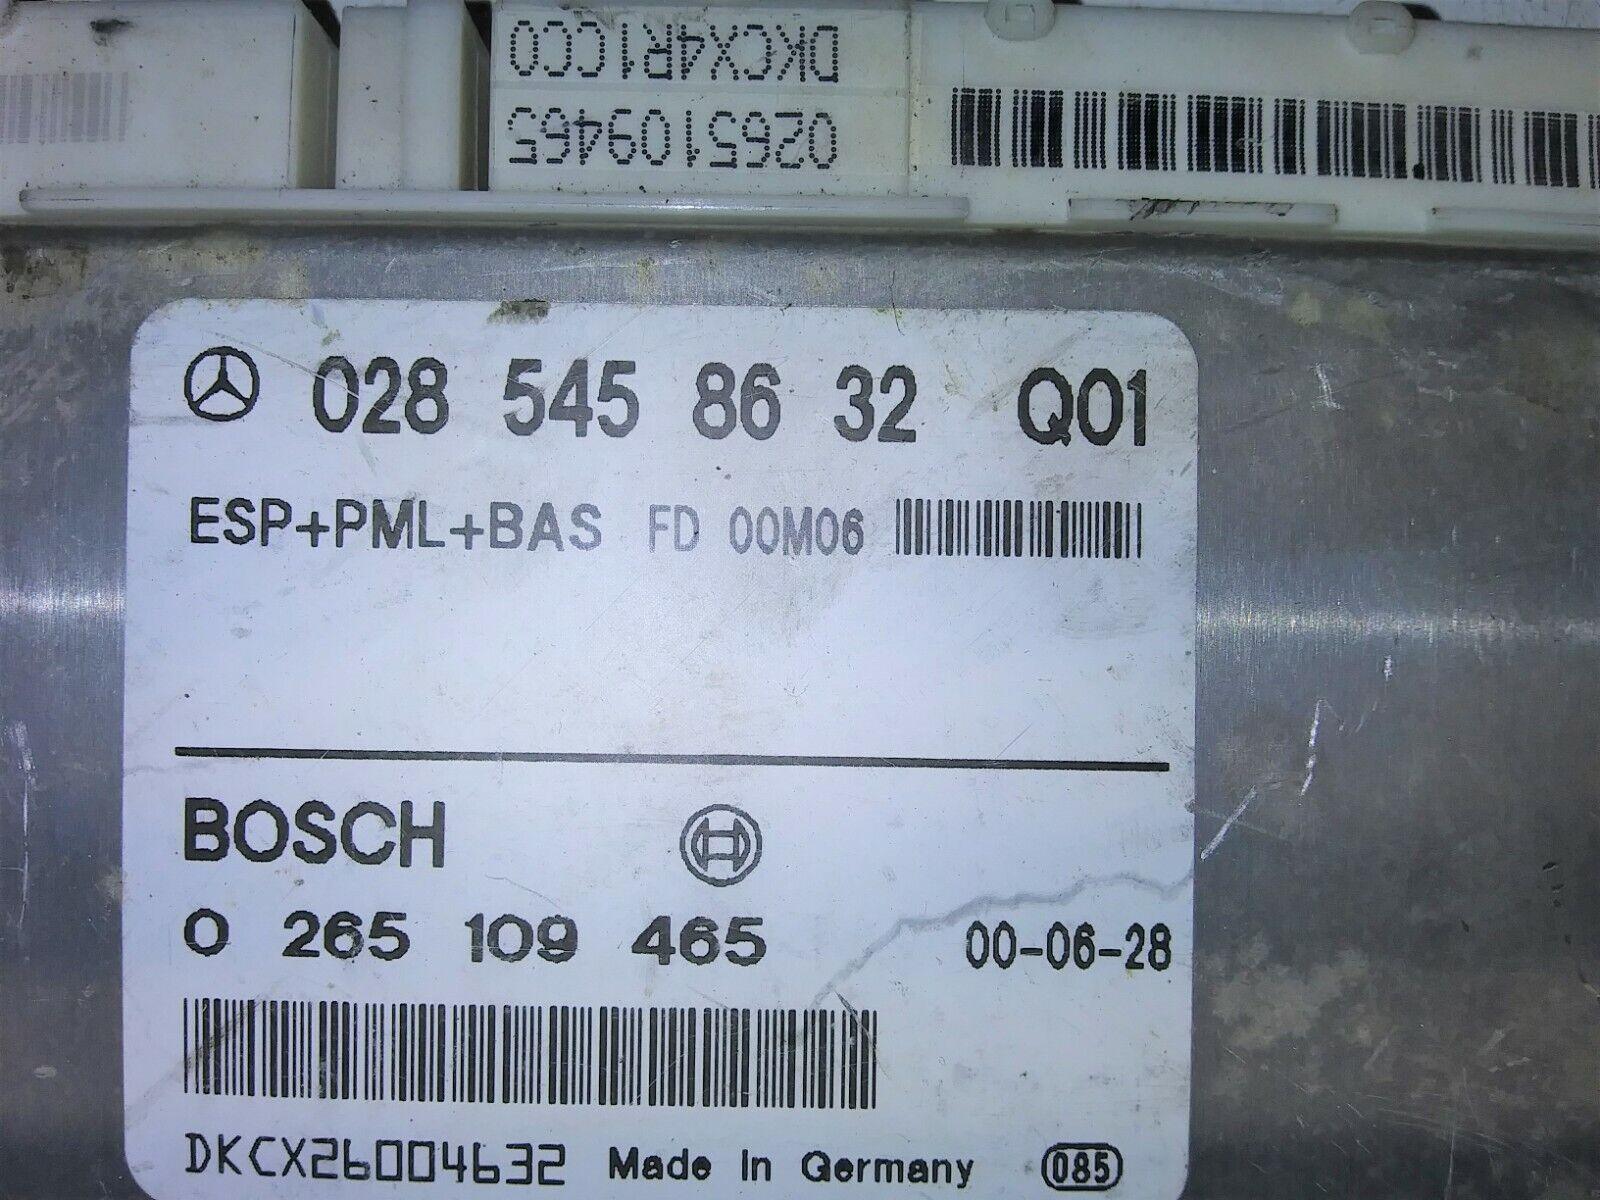 DKCX4R1CC0
0265109465
028 545 86 32 Q01
ESP+PML+BAS FD 00M06
BOSCH
0 265 109 465 00-06-28
DKCX26004632 Made In Germany 085